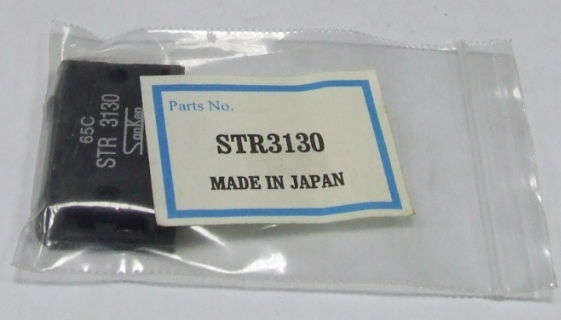 65C
STR 3130
SanKen
Parts No.
STR3130
MADE IN JAPAN